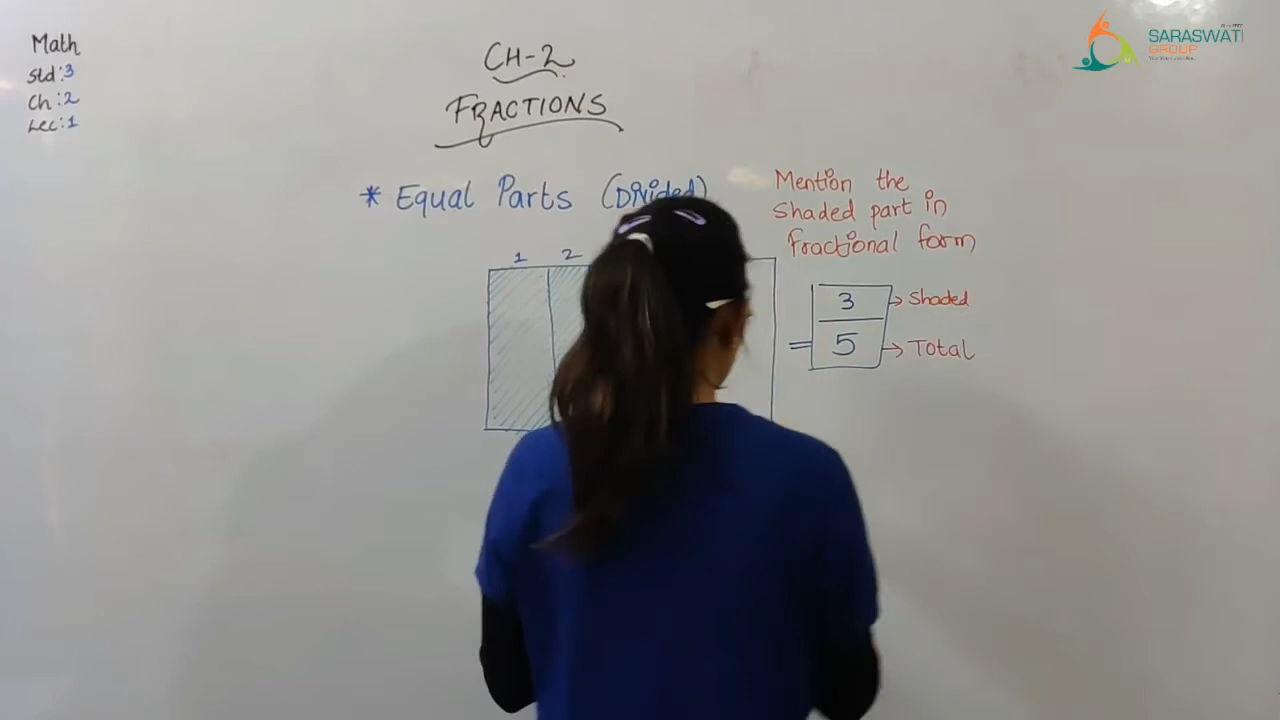 Math
Std:3
Ch:2
Lec:1
CH-2
FRACTIONS
* Equal Parts (Divided)
Mention the
Shaded part in
fractional form
1 2
= 3 → Shaded
5 → Total
SARASWATI
GROUP